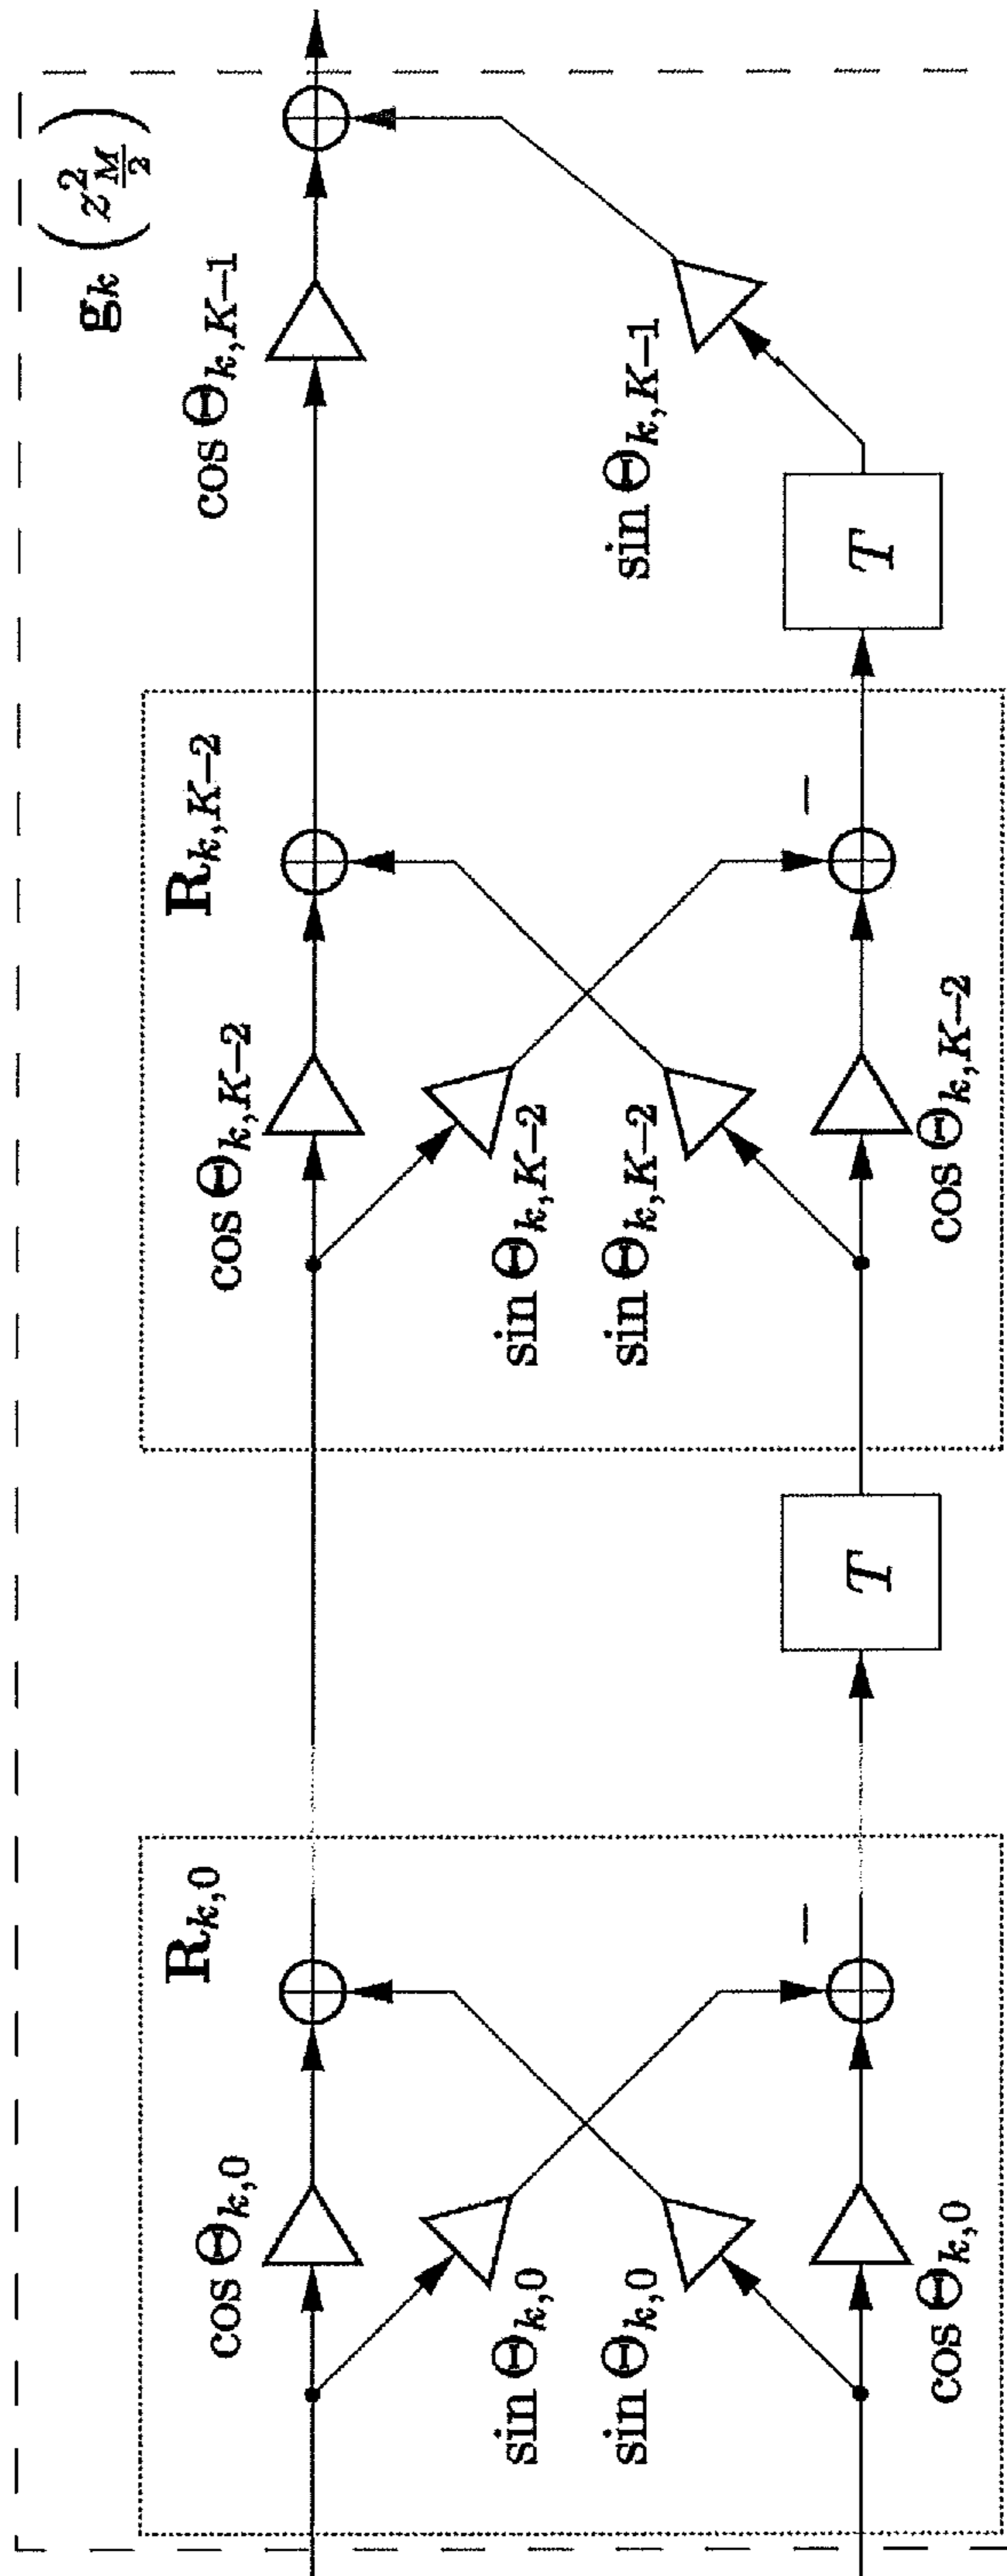 R_{k,0}
cos Θ_{k,0}
sin Θ_{k,0}
sin Θ_{k,0}
cos Θ_{k,0}
−
T
R_{k,K−2}
cos Θ_{k,K−2}
sin Θ_{k,K−2}
sin Θ_{k,K−2}
cos Θ_{k,K−2}
−
T
cos Θ_{k,K−1}
sin Θ_{k,K−1}
g_k (z^2_{M/2})